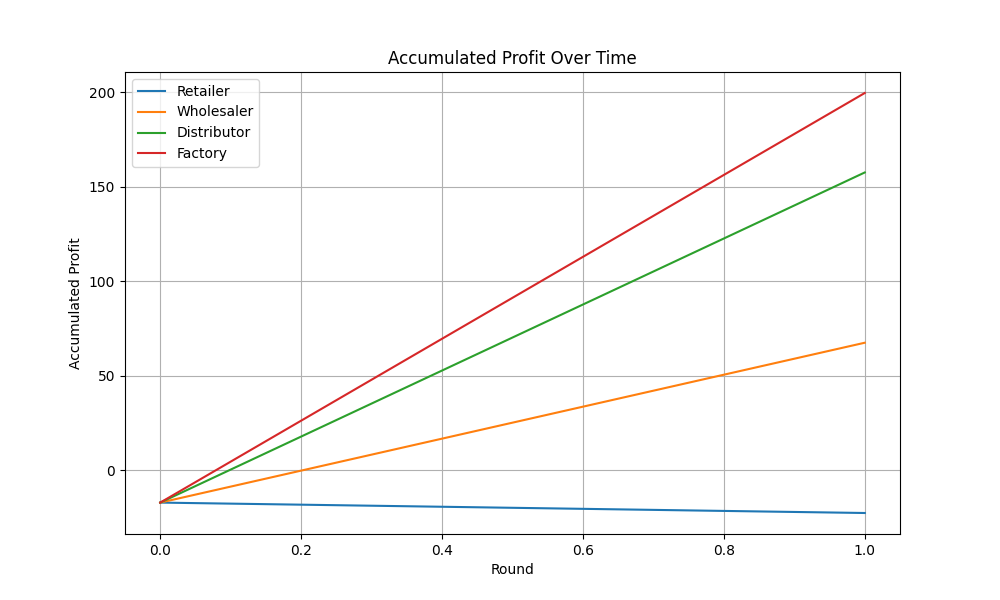 Accumulated Profit Over Time
Retailer
Wholesaler
Distributor
Factory
Accumulated Profit
200
150
100
50
0
0.0 0.2 0.4 0.6 0.8 1.0
Round